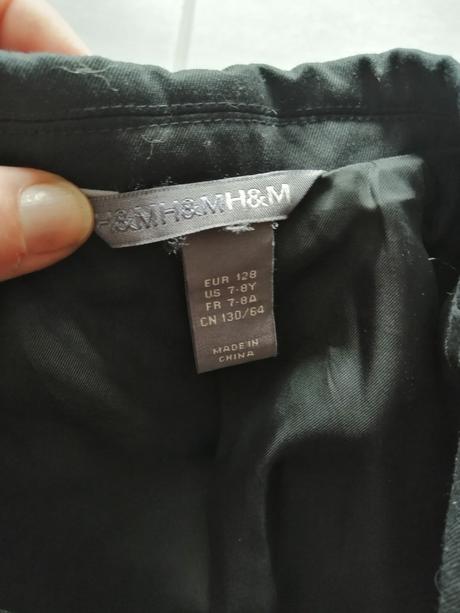 H&MH&MH&M
EUR 128
US 7-8Y
FR 7-8A
CN 130/64
MADE IN
CHINA